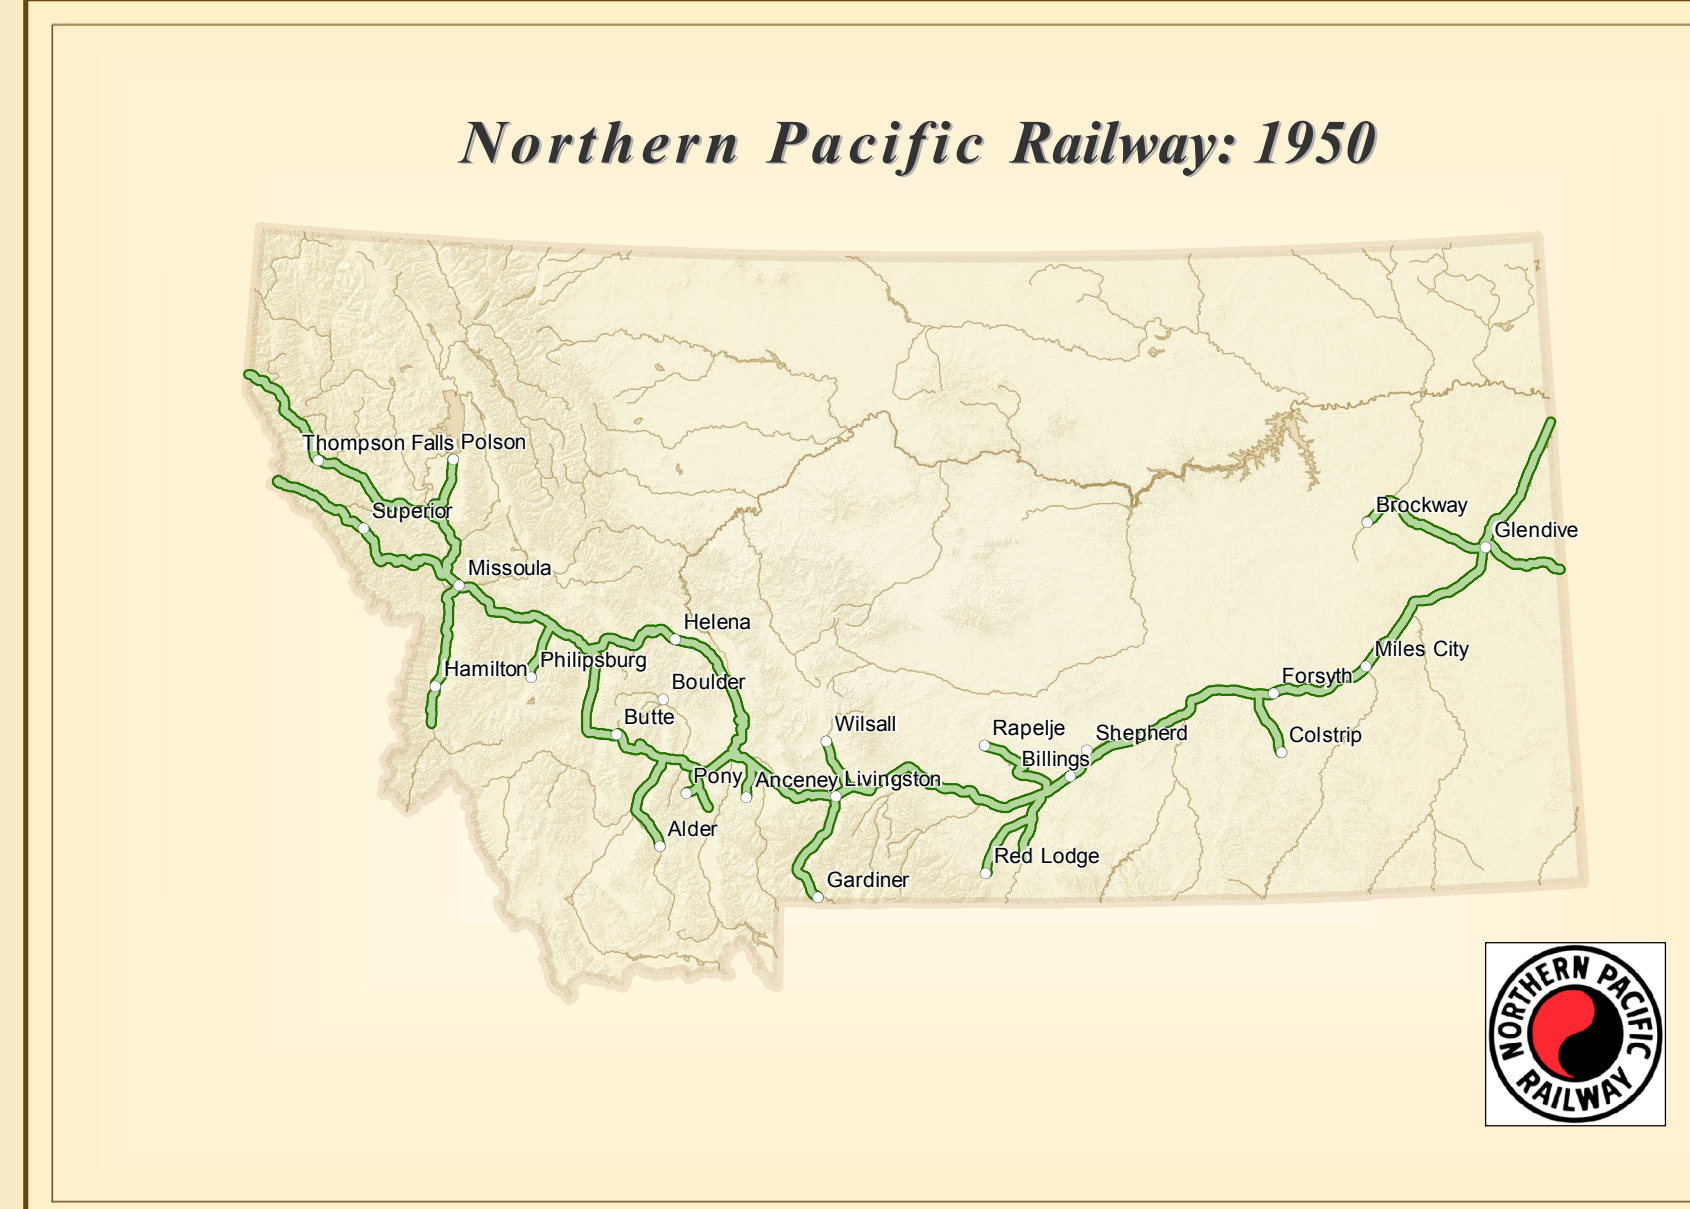 Northern Pacific Railway: 1950
Thompson Falls
Polson
Superior
Brockway
Glendive
Missoula
Helena
Hamilton
Philipsburg
Miles City
Forsyth
Boulder
Butte
Wilsall
Rapelje
Shepherd
Colstrip
Billings
Pony
Anceney
Livingston
Alder
Red Lodge
Gardiner
NORTHERN PACIFIC
RAILWAY